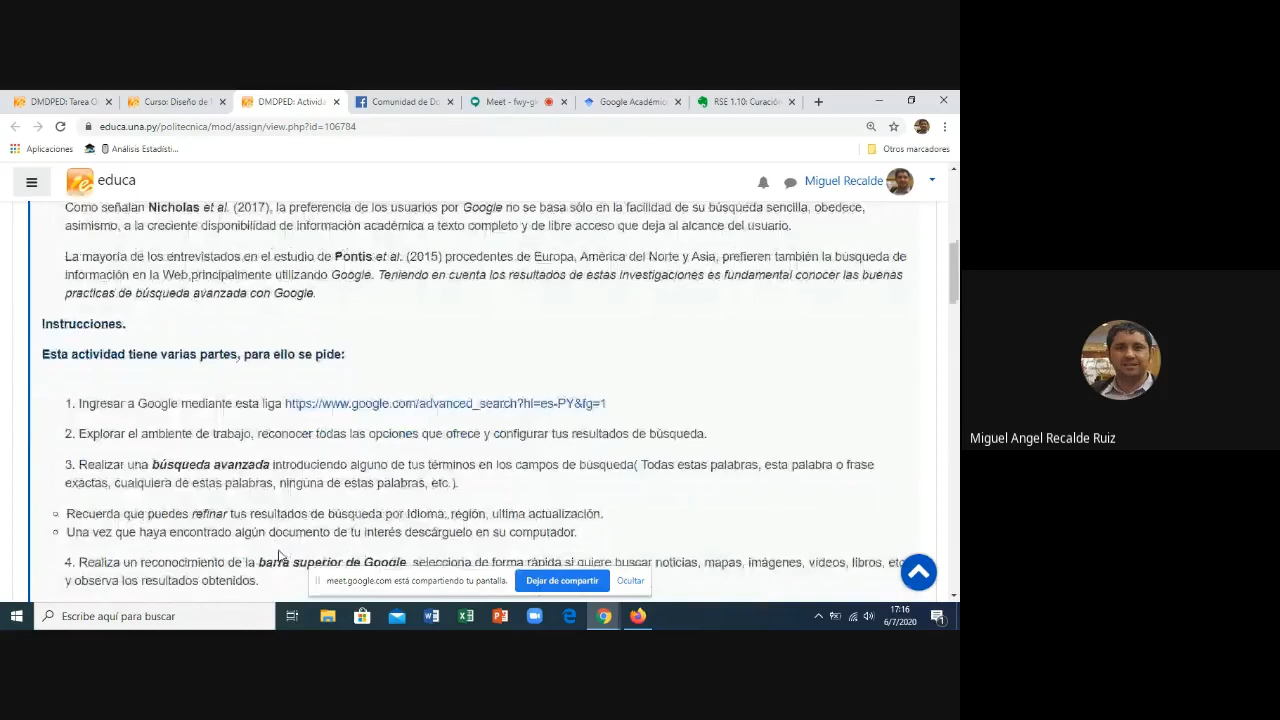 DMDPED: Tarea O
Curso: Diseño de
DMDPED: Activida
Comunidad de Do
Meet - fwy-g
Google Académic
RSE 1.10: Curación
educa.una.py/politecnica/mod/assign/view.php?id=106784
Aplicaciones
Análisis Estadísti...
Otros marcadores
educa
Miguel Recalde
Como señalan Nicholas et al. (2017), la preferencia de los usuarios por Google no se basa sólo en la facilidad de su búsqueda sencilla, obedece,
asimismo, a la creciente disponibilidad de información académica a texto completo y de libre acceso que deja al alcance del usuario.
La mayoría de los entrevistados en el estudio de Pontis et al. (2015) procedentes de Europa, América del Norte y Asia, prefieren también la búsqueda de
información en la Web,principalmente utilizando Google. Teniendo en cuenta los resultados de estas investigaciones es fundamental conocer las buenas
practicas de búsqueda avanzada con Google.
Instrucciones.
Esta actividad tiene varias partes, para ello se pide:
1. Ingresar a Google mediante esta liga https://www.google.com/advanced_search?hl=es-PY&fg=1
2. Explorar el ambiente de trabajo, reconocer todas las opciones que ofrece y configurar tus resultados de búsqueda.
3. Realizar una búsqueda avanzada introduciendo alguno de tus términos en los campos de búsqueda( Todas estas palabras, esta palabra o frase
exactas, cualquiera de estas palabras, ninguna de estas palabras, etc.).
Recuerda que puedes refinar tus resultados de búsqueda por Idioma, región, ultima actualización.
Una vez que haya encontrado algún documento de tu interés descárguelo en su computador.
4. Realiza un reconocimiento de la barra superior de Google, selecciona de forma rápida si quiere buscar noticias, mapas, imágenes, vídeos, libros, etc
y observa los resultados obtenidos.
meet.google.com está compartiendo tu pantalla.
Dejar de compartir
Ocultar
Miguel Angel Recalde Ruiz
Escribe aquí para buscar
17:16
6/7/2020